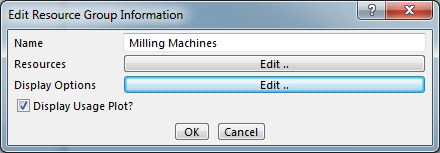 Edit Resource Group Information
Name Milling Machines
Resources Edit ..
Display Options Edit ..
Display Usage Plot?
OK Cancel